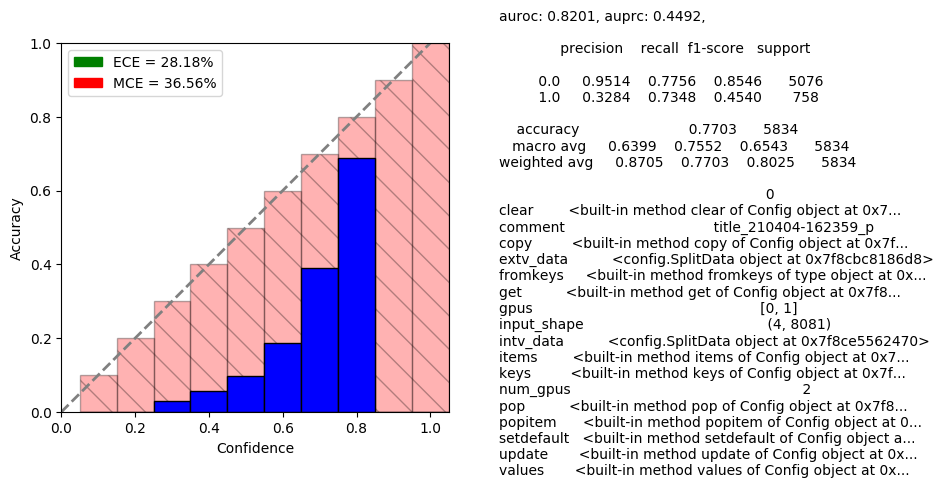 auroc: 0.8201, auprc: 0.4492,
precision recall f1-score support
0.0 0.9514 0.7756 0.8546 5076
1.0 0.3284 0.7348 0.4540 758
accuracy 0.7703 5834
macro avg 0.6399 0.7552 0.6543 5834
weighted avg 0.8705 0.7703 0.8025 5834
0
clear <built-in method clear of Config object at 0x7...
comment title_210404-162359_p
copy <built-in method copy of Config object at 0x7f...
extv_data <config.SplitData object at 0x7f8cbc8186d8>
fromkeys <built-in method fromkeys of type object at 0x...
get <built-in method get of Config object at 0x7f8...
gpus [0, 1]
input_shape (4, 8081)
intv_data <config.SplitData object at 0x7f8ce5562470>
items <built-in method items of Config object at 0x7...
keys <built-in method keys of Config object at 0x7f...
num_gpus 2
pop <built-in method pop of Config object at 0x7f8...
popitem <built-in method popitem of Config object at 0...
setdefault <built-in method setdefault of Config object a...
update <built-in method update of Config object at 0x...
values <built-in method values of Config object at 0x...
ECE = 28.18%
MCE = 36.56%
Accuracy
1.0
0.8
0.6
0.4
0.2
0.0
0.0 0.2 0.4 0.6 0.8 1.0
Confidence